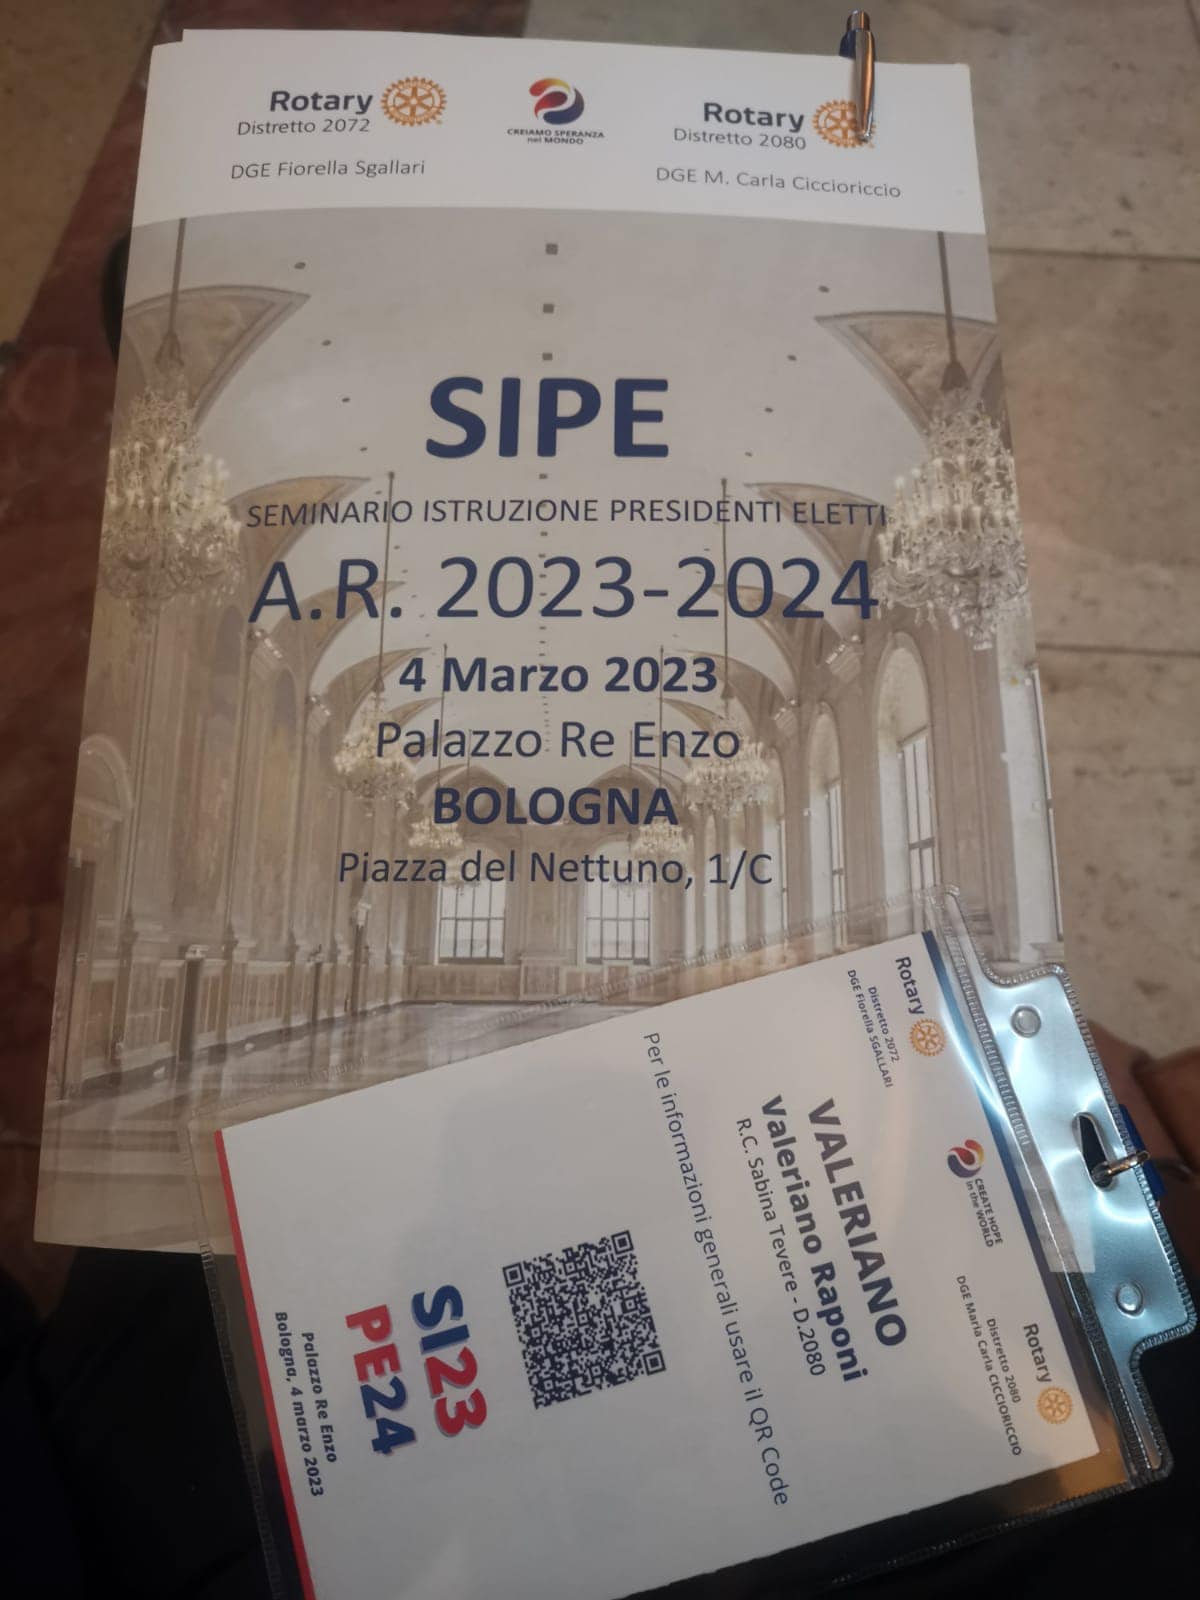 Rotary
Distretto 2072
DGE Fiorella Sgallari
CREIAMO SPERANZA
nel MONDO
Rotary
Distretto 2080
DGE M. Carla Ciccioriccio
SIPE
SEMINARIO ISTRUZIONE PRESIDENTI ELETTI
A.R. 2023-2024
4 Marzo 2023
Palazzo Re Enzo
BOLOGNA
Piazza del Nettuno, 1/C
Rotary
Distretto 2072
DGE Fiorella SGALLARI
CREATE HOPE
in the WORLD
Rotary
Distretto 2080
DGE Maria Carla CICCIORICCIO
VALERIANO
Valeriano Raponi
R.C. Sabina Tevere - D.2080
Per le informazioni generali usare il QR Code
SI23
PE24
Palazzo Re Enzo
Bologna, 4 marzo 2023